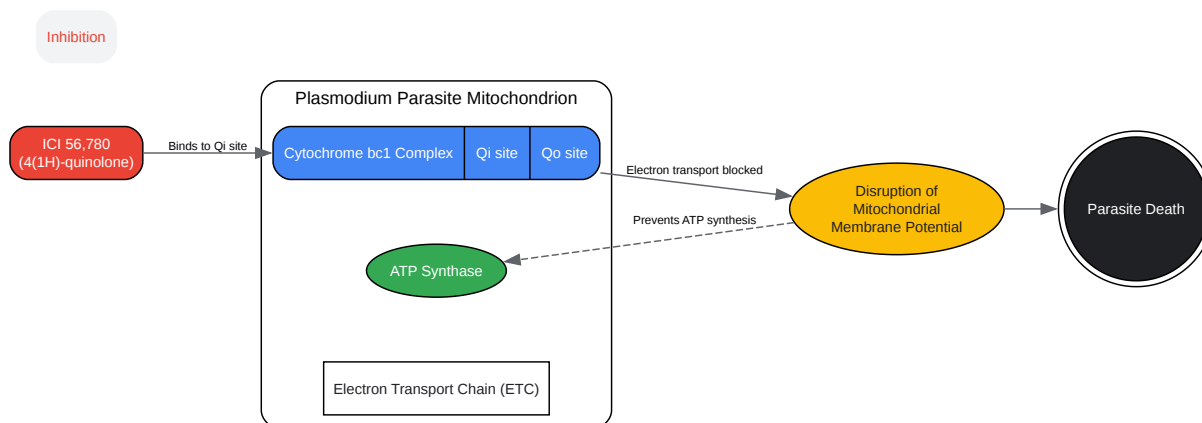 Inhibition
Plasmodium Parasite Mitochondrion
ICI 56,780
(4(1H)-quinolone)
Binds to Qi site
Cytochrome bc1 Complex
Qi site
Qo site
Electron transport blocked
Prevents ATP synthesis
Disruption of
Mitochondrial
Membrane Potential
Parasite Death
ATP Synthase
Electron Transport Chain (ETC)